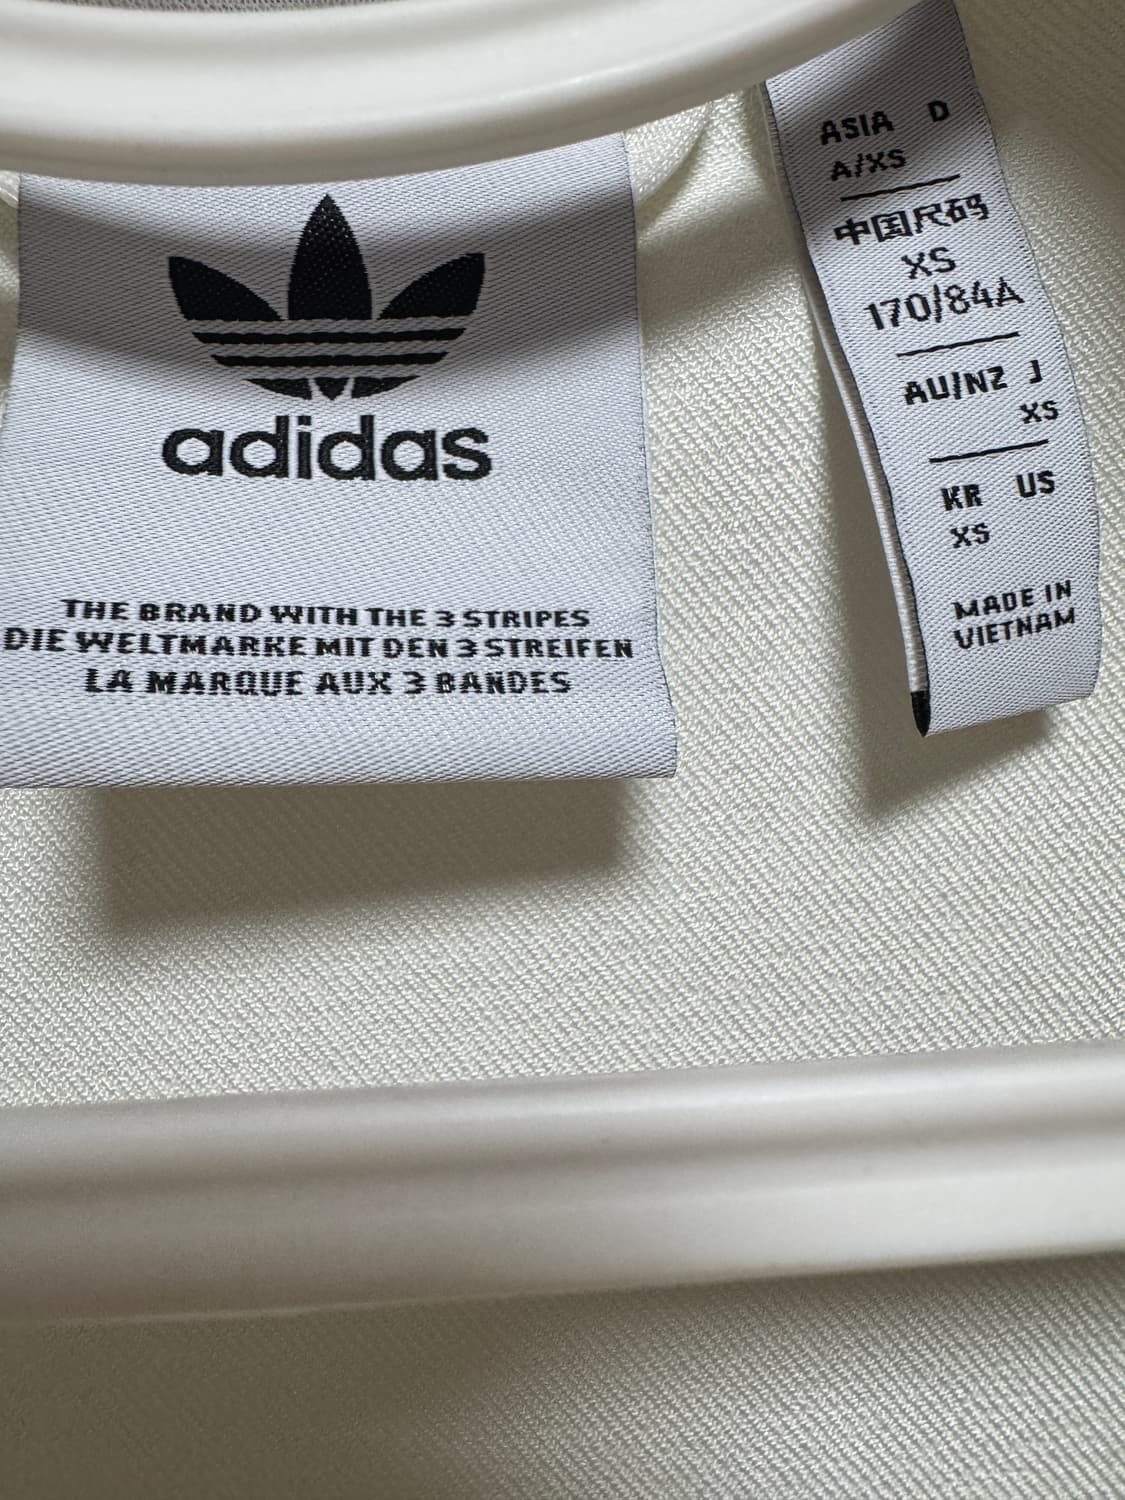 adidas
THE BRAND WITH THE 3 STRIPES
DIE WELTMARKE MIT DEN 3 STREIFEN
LA MARQUE AUX 3 BANDES
ASIA D
A/XS
中国尺码
XS
170/84A
AU/NZ J
XS
KR US
XS
MADE IN
VIETNAM